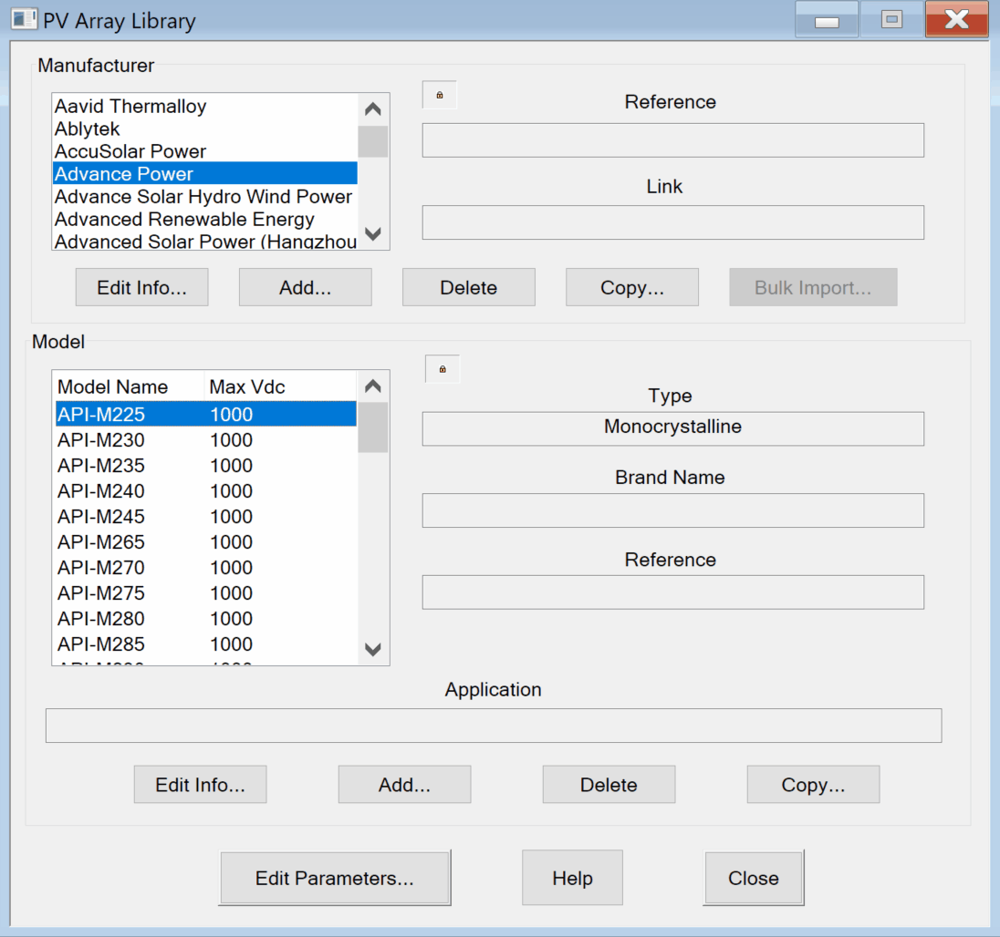 PV Array Library
Manufacturer
Aavid Thermalloy
Ablytek
AccuSolar Power
Advance Power
Advance Solar Hydro Wind Power
Advanced Renewable Energy
Advanced Solar Power (Hangzhou
Reference
Link
Edit Info...
Add...
Delete
Copy...
Bulk Import...
Model
Model Name Max Vdc
API-M225 1000
API-M230 1000
API-M235 1000
API-M240 1000
API-M245 1000
API-M265 1000
API-M270 1000
API-M275 1000
API-M280 1000
API-M285 1000
Type
Monocrystalline
Brand Name
Reference
Application
Edit Info...
Add...
Delete
Copy...
Edit Parameters...
Help
Close